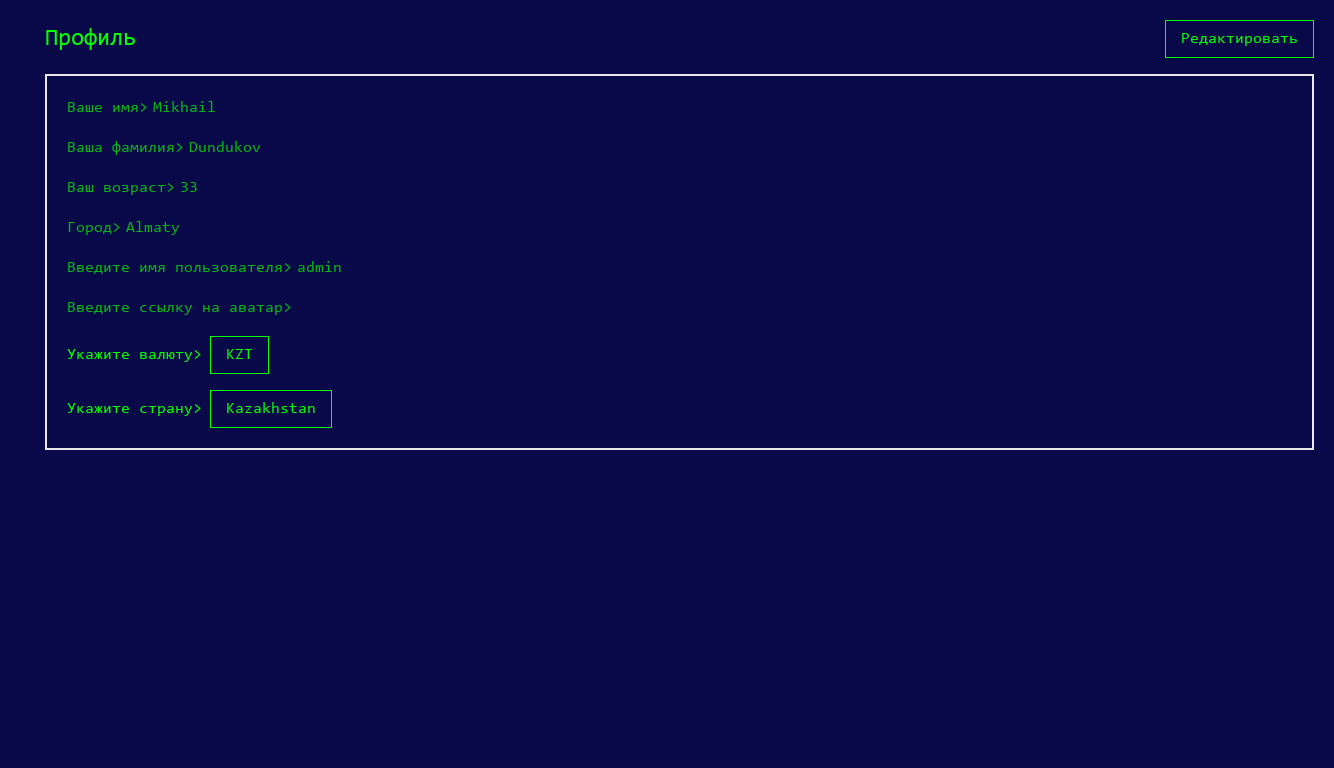 Профиль
Редактировать
Ваше имя> Mikhail
Ваша фамилия> Dundukov
Ваш возраст> 33
Город> Almaty
Введите имя пользователя> admin
Введите ссылку на аватар>
Укажите валюту> KZT
Укажите страну> Kazakhstan